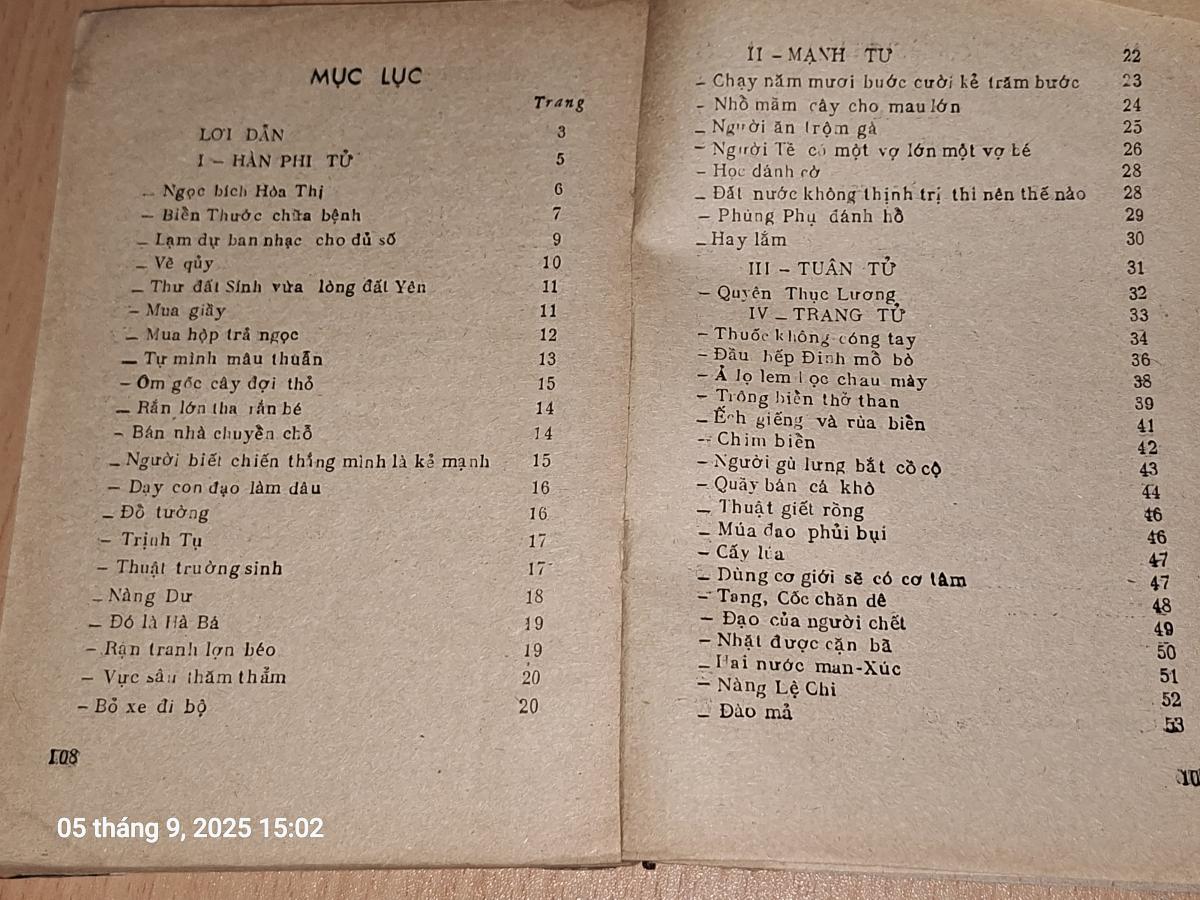 MỤC LỤC
Trang
LỜI DẪN 3
I – HÀN PHI TỬ 5
– Ngọc bích Hòa Thị 6
– Biền Thước chữa bệnh 7
– Lạm dự ban nhạc cho đủ số 9
– Vẽ qủy 10
– Thư đất Sính vừa lòng đất Yên 11
– Mua giầy 11
– Mua hộp trả ngọc 12
– Tự mình mâu thuẫn 13
– Ôm gốc cây đợi thỏ 15
– Rắn lớn tha rắn bé 14
– Bán nhà chuyển chỗ 14
– Người biết chiến thắng mình là kẻ mạnh 15
– Dạy con đạo làm dâu 16
– Đồ tường 16
– Trịnh Tụ 17
– Thuật truờng sinh 17
– Nàng Dư 18
– Đó là Hà Bá 19
– Rận tranh lợn béo 19
– Vực sâu thăm thẳm 20
– Bỏ xe đi bộ 20
108
II – MẠNH TƯ 22
– Chạy năm mươi buớc cười kẻ trăm bước 23
– Nhổ mầm cây cho mau lớn 24
– Người ăn trộm gà 25
– Người Tề có một vợ lớn một vợ bé 26
– Học dánh cờ 28
– Đất nước không thịnh trị thì nên thế nào 28
– Phùng Phụ đánh hổ 29
– Hay lắm 30
III – TUÂN TỬ 31
– Quyên Thục Lương 32
IV – TRANG TỬ 33
– Thuốc không cóng tay 34
– Đầu bếp Đinh mổ bò 36
– Ả lọ lem học chau mày 38
– Trông biển thở than 39
– Ếch giếng và rùa biển 41
– Chim biển 42
– Người gù lưng bắt cồ cộ 43
– Quầy bán cá khô 44
– Thuật giết rồng 46
– Múa đao phủi bụi 46
– Cấy lúa 47
– Dùng cơ giới sẽ có cơ tâm 47
– Tang, Cốc chăn dê 48
– Đạo của người chết 49
– Nhặt được cặn bã 50
– Hai nước man-Xúc 51
– Nàng Lệ Chi 52
– Đào mả 53
10
05 tháng 9, 2025 15:02